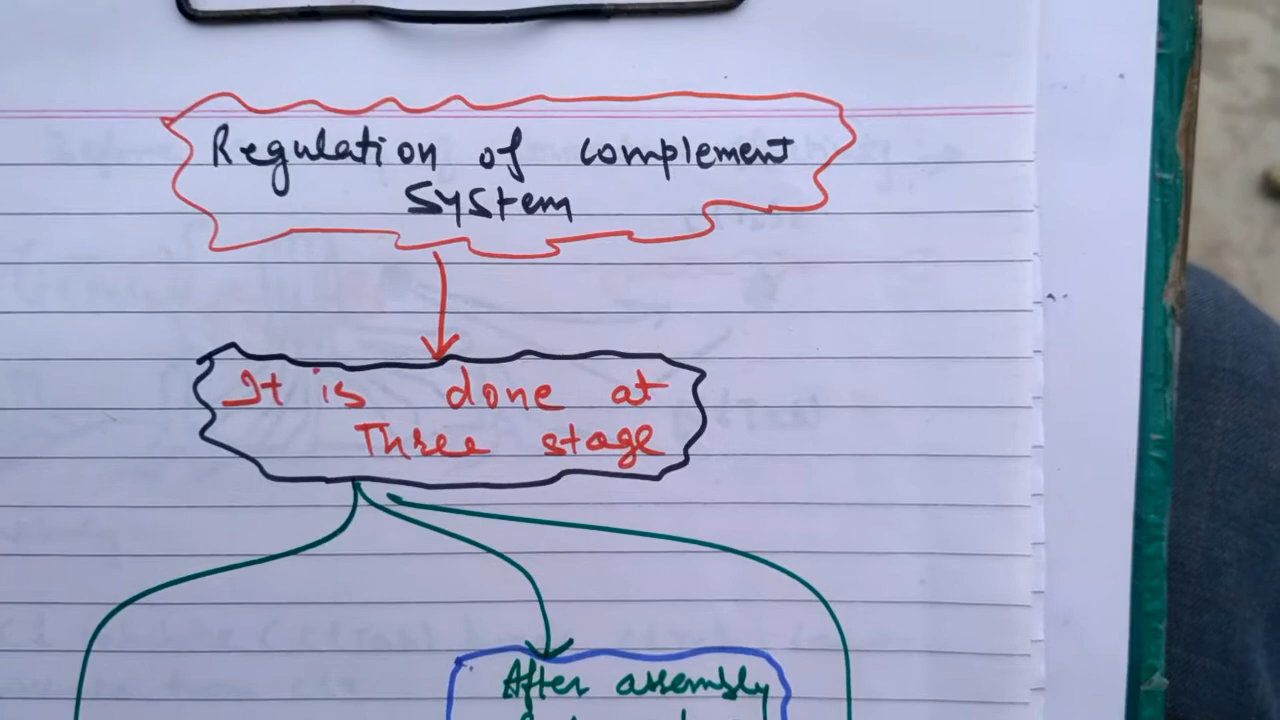 Regulation of complement
system
It is done at
Three stage
After assembly